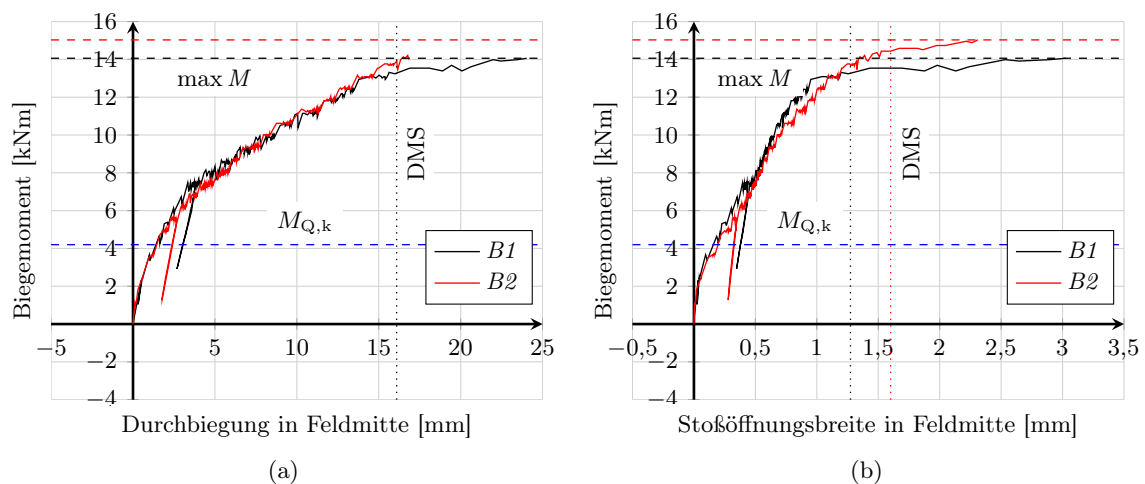 16
14
12
10
8
6
4
2
−2
−4
−5 5 10 15 20 25
Biegemoment [kNm]
max M
M_Q,k
DMS
B1
B2
Durchbiegung in Feldmitte [mm]
(a)
16
14
12
10
8
6
4
2
−2
−4
−0,5 0,5 1 1,5 2 2,5 3 3,5
Biegemoment [kNm]
max M
M_Q,k
DMS
B1
B2
Stoßöffnungsbreite in Feldmitte [mm]
(b)